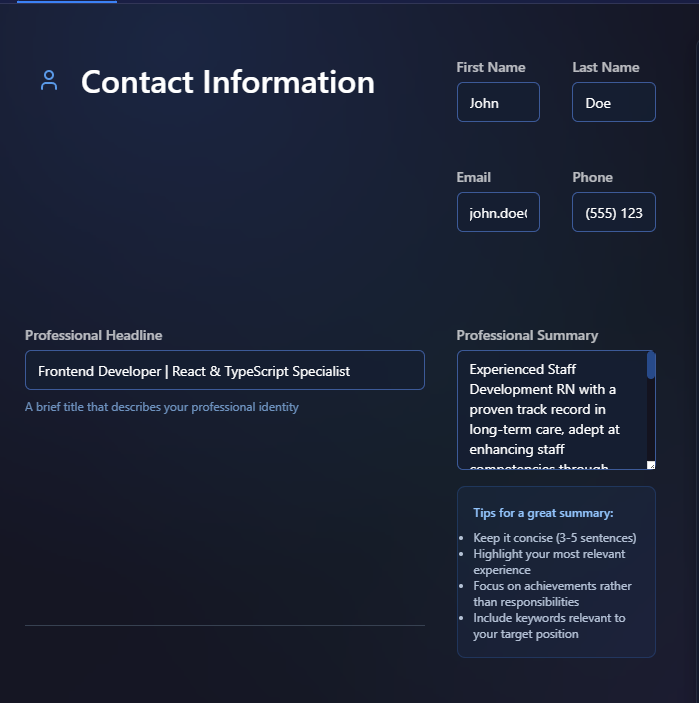 Contact Information
First Name
Last Name
John
Doe
Email
Phone
john.doe(
(555) 123
Professional Headline
Frontend Developer | React & TypeScript Specialist
A brief title that describes your professional identity
Professional Summary
Experienced Staff
Development RN with a
proven track record in
long-term care, adept at
enhancing staff
competencies through
Tips for a great summary:
• Keep it concise (3-5 sentences)
• Highlight your most relevant
experience
• Focus on achievements rather
than responsibilities
• Include keywords relevant to
your target position